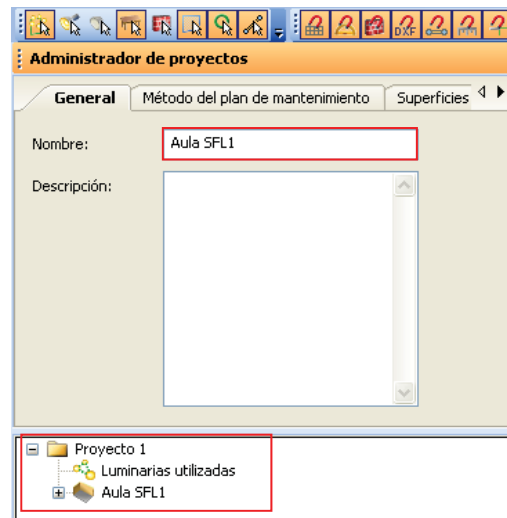 DXF
Administrador de proyectos
General Método del plan de mantenimiento Superficies
Nombre: Aula SFL1
Descripción:
Proyecto 1
Luminarias utilizadas
Aula SFL1